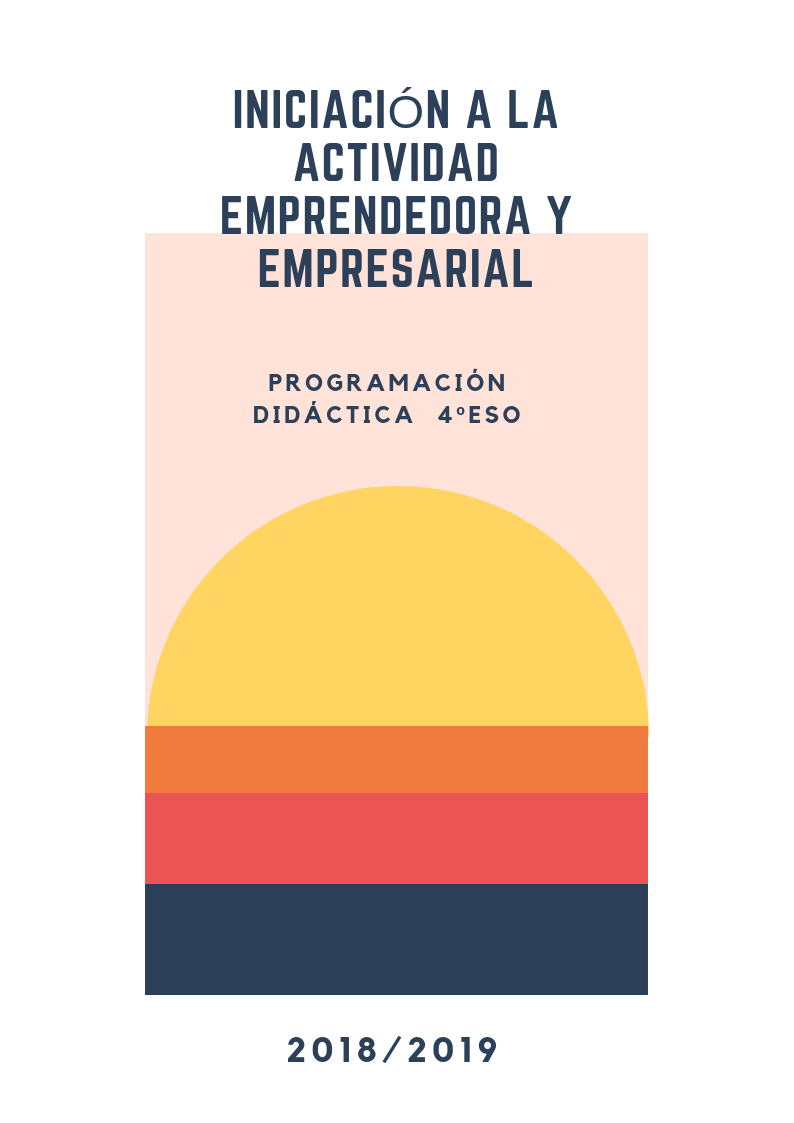 INICIACIÓN A LA
ACTIVIDAD
EMPRENDEDORA Y
EMPRESARIAL
PROGRAMACIÓN
DIDÁCTICA 4ºESO
2018/2019